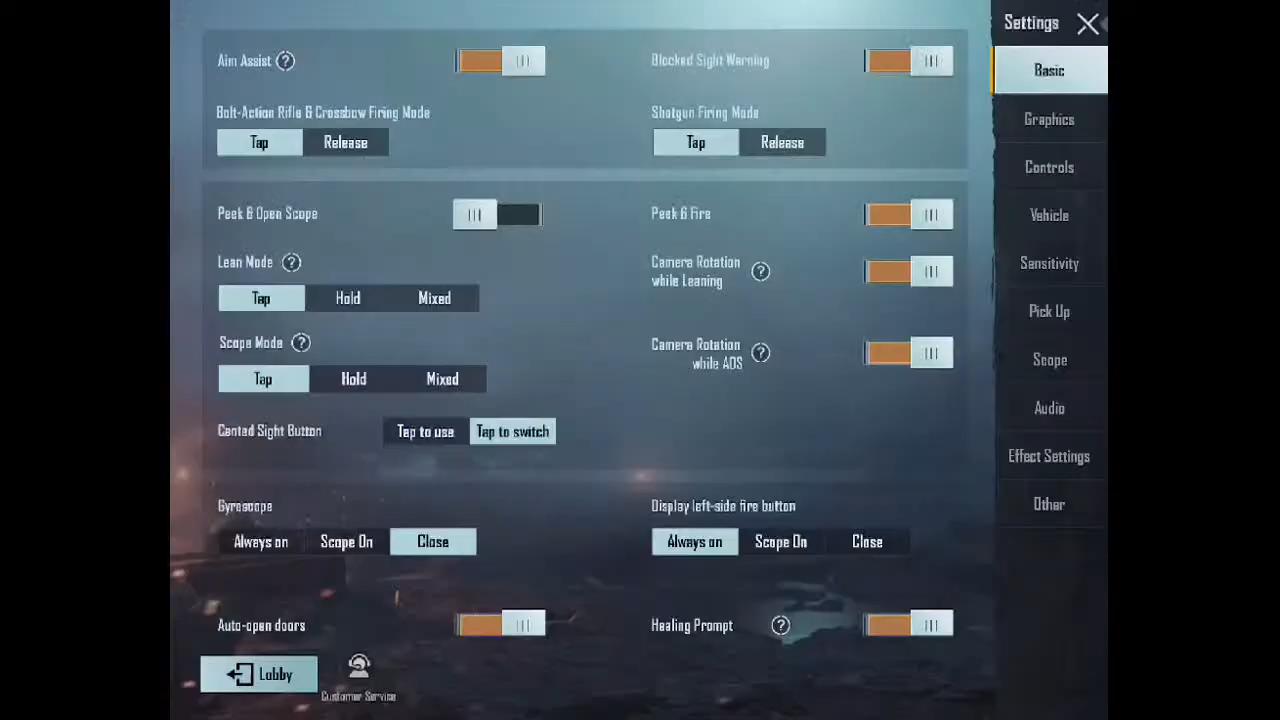 Settings
Basic
Graphics
Controls
Vehicle
Sensitivity
Pick Up
Scope
Audio
Effect Settings
Other
Aim Assist ?
Blocked Sight Warning
Bolt-Action Rifle & Crossbow Firing Mode
Tap Release
Shotgun Firing Mode
Tap Release
Peek & Open Scope
Peek & Fire
Lean Mode ?
Tap Hold Mixed
Camera Rotation
while Leaning ?
Scope Mode ?
Tap Hold Mixed
Camera Rotation
while ADS ?
Canted Sight Button
Tap to use Tap to switch
Gyroscope
Always on Scope On Close
Display left-side fire button
Always on Scope On Close
Auto-open doors
Healing Prompt ?
Lobby
Customer Service